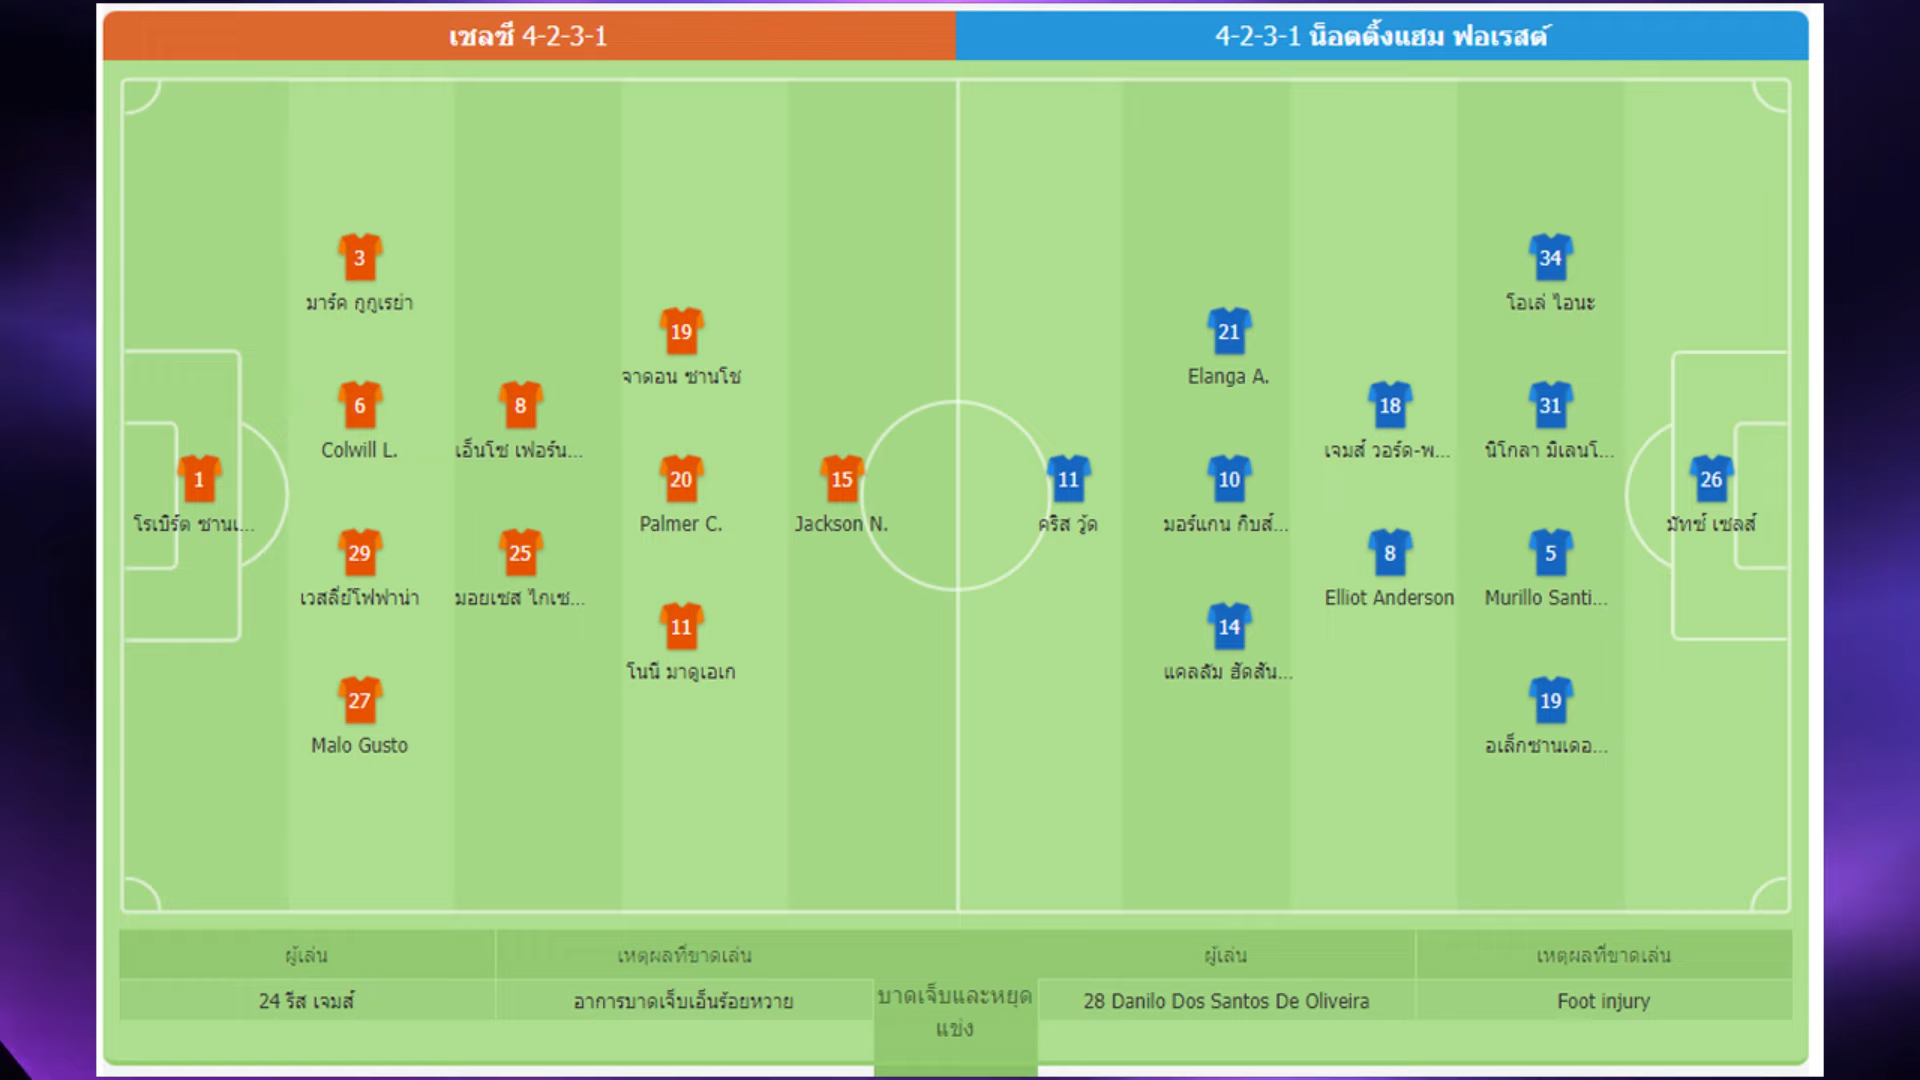 เชลซี 4-2-3-1
4-2-3-1 น็อตติ้งแฮม ฟอเรสต์
3
มาร์ค กูกูเรย่า
34
โอเล่ ไอนะ
19
จาดอน ซานโช
21
Elanga A.
6
Colwill L.
8
เอ็นโซ เฟอร์น...
18
เจมส์ วอร์ด-พ...
31
นิโกลา มิเลนโ...
1
โรเบิร์ต ซานเ...
20
Palmer C.
15
Jackson N.
11
คริส วู้ด
10
มอร์แกน กิบส์...
26
มัทซ์ เซลส์
29
เวสลี่ย์โฟฟาน่า
25
มอยเซส ไกเซ...
8
Elliot Anderson
5
Murillo Santi...
11
โนนี มาดูเอเก
14
แคลลัม ฮัดสัน...
27
Malo Gusto
19
อเล็กซานเดอ...
ผู้เล่น
เหตุผลที่ขาดเล่น
ผู้เล่น
เหตุผลที่ขาดเล่น
24 รีส เจมส์
อาการบาดเจ็บเอ็นร้อยหวาย
บาดเจ็บและหยุด
แข่ง
28 Danilo Dos Santos De Oliveira
Foot injury